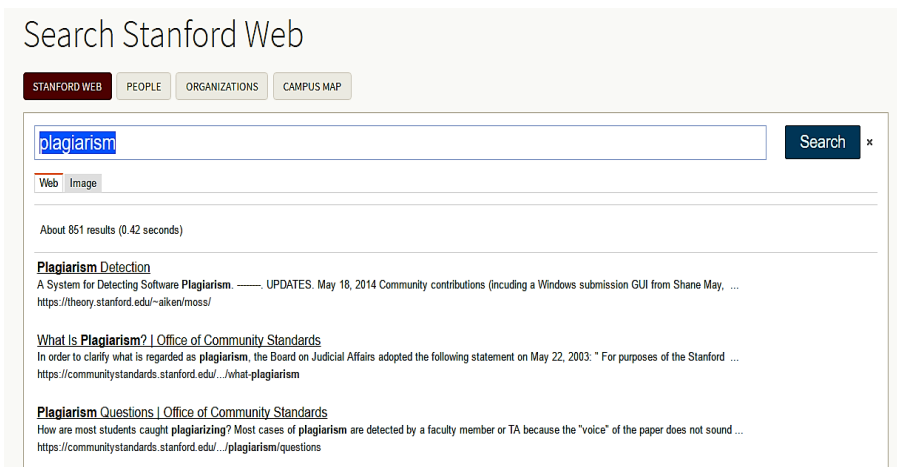 Search Stanford Web
STANFORD WEB PEOPLE ORGANIZATIONS CAMPUS MAP
plagiarism Search ×
Web Image
About 851 results (0.42 seconds)
Plagiarism Detection
A System for Detecting Software Plagiarism. --------. UPDATES. May 18, 2014 Community contributions (incuding a Windows submission GUI from Shane May, ...
https://theory.stanford.edu/~aiken/moss/
What Is Plagiarism? | Office of Community Standards
In order to clarify what is regarded as plagiarism, the Board on Judicial Affairs adopted the following statement on May 22, 2003: " For purposes of the Stanford ...
https://communitystandards.stanford.edu/.../what-plagiarism
Plagiarism Questions | Office of Community Standards
How are most students caught plagiarizing? Most cases of plagiarism are detected by a faculty member or TA because the "voice" of the paper does not sound ...
https://communitystandards.stanford.edu/.../plagiarism/questions